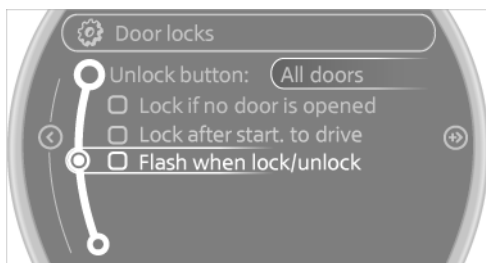 Door locks
Unlock button: All doors
Lock if no door is opened
Lock after start. to drive
Flash when lock/unlock